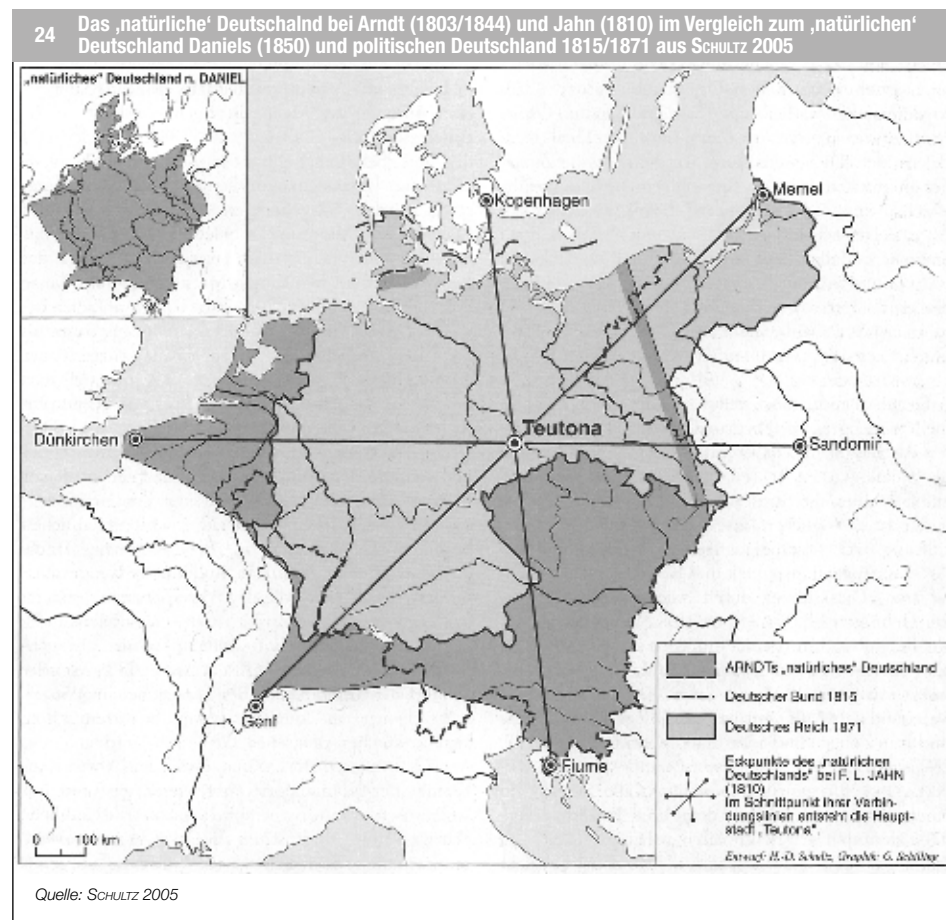 24 Das ‚natürliche‘ Deutschalnd bei Arndt (1803/1844) und Jahn (1810) im Vergleich zum ‚natürlichen‘
Deutschland Daniels (1850) und politischen Deutschland 1815/1871 aus SCHULTZ 2005
„natürliches“ Deutschland n. DANIEL
Kopenhagen
Memel
Dünkirchen
Teutona
Sandomir
Genf
Fiume
ARNDTs „natürliches“ Deutschland
Deutscher Bund 1815
Deutsches Reich 1871
Eckpunkte des „natürlichen
Deutschlands“ bei F. L. JAHN
(1810)
Im Schnittpunkt ihrer Verbin-
dungslinien entsteht die Haupt-
stadt „Teutona“.
0 100 km
Entwurf: H.-D. Schultz, Graphik: G. Schilling
Quelle: SCHULTZ 2005